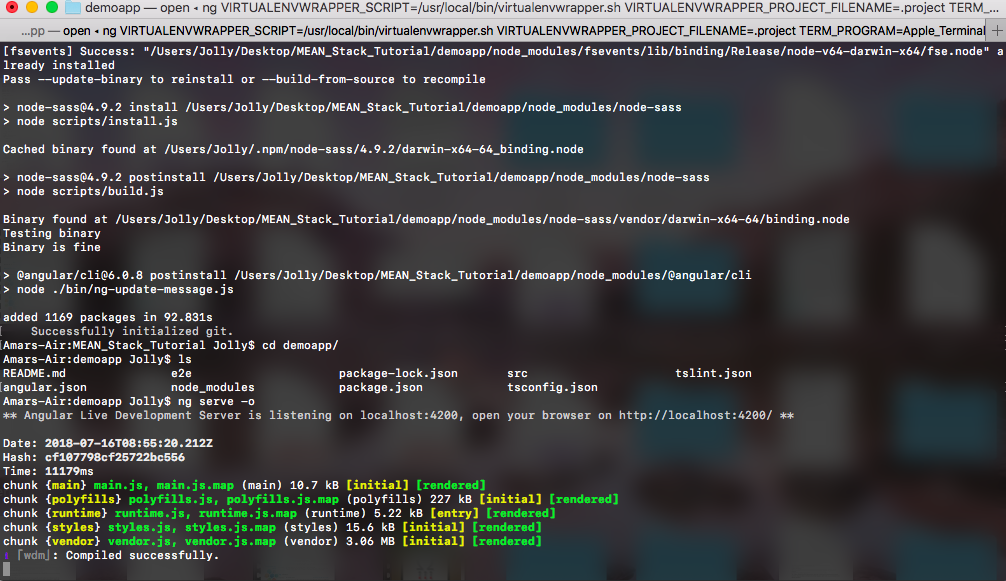 demoapp — open ◂ ng VIRTUALENVWRAPPER_SCRIPT=/usr/local/bin/virtualenvwrapper.sh VIRTUALENVWRAPPER_PROJECT_FILENAME=.project TERM_...
...pp — open ◂ ng VIRTUALENVWRAPPER_SCRIPT=/usr/local/bin/virtualenvwrapper.sh VIRTUALENVWRAPPER_PROJECT_FILENAME=.project TERM_PROGRAM=Apple_Terminal +
[fsevents] Success: "/Users/Jolly/Desktop/MEAN_Stack_Tutorial/demoapp/node_modules/fsevents/lib/binding/Release/node-v64-darwin-x64/fse.node" a
lready installed
Pass --update-binary to reinstall or --build-from-source to recompile
> node-sass@4.9.2 install /Users/Jolly/Desktop/MEAN_Stack_Tutorial/demoapp/node_modules/node-sass
> node scripts/install.js
Cached binary found at /Users/Jolly/.npm/node-sass/4.9.2/darwin-x64-64_binding.node
> node-sass@4.9.2 postinstall /Users/Jolly/Desktop/MEAN_Stack_Tutorial/demoapp/node_modules/node-sass
> node scripts/build.js
Binary found at /Users/Jolly/Desktop/MEAN_Stack_Tutorial/demoapp/node_modules/node-sass/vendor/darwin-x64-64/binding.node
Testing binary
Binary is fine
> @angular/cli@6.0.8 postinstall /Users/Jolly/Desktop/MEAN_Stack_Tutorial/demoapp/node_modules/@angular/cli
> node ./bin/ng-update-message.js
added 1169 packages in 92.831s
[    Successfully initialized git.
[Amars-Air:MEAN_Stack_Tutorial Jolly$ cd demoapp/
Amars-Air:demoapp Jolly$ ls
README.md e2e package-lock.json src tslint.json
angular.json node_modules package.json tsconfig.json
Amars-Air:demoapp Jolly$ ng serve -o
** Angular Live Development Server is listening on localhost:4200, open your browser on http://localhost:4200/ **
Date: 2018-07-16T08:55:20.212Z
Hash: cf107798cf25722bc556
Time: 11179ms
chunk {main} main.js, main.js.map (main) 10.7 kB [initial] [rendered]
chunk {polyfills} polyfills.js, polyfills.js.map (polyfills) 227 kB [initial] [rendered]
chunk {runtime} runtime.js, runtime.js.map (runtime) 5.22 kB [entry] [rendered]
chunk {styles} styles.js, styles.js.map (styles) 15.6 kB [initial] [rendered]
chunk {vendor} vendor.js, vendor.js.map (vendor) 3.06 MB [initial] [rendered]
ℹ ｢wdm｣: Compiled successfully.